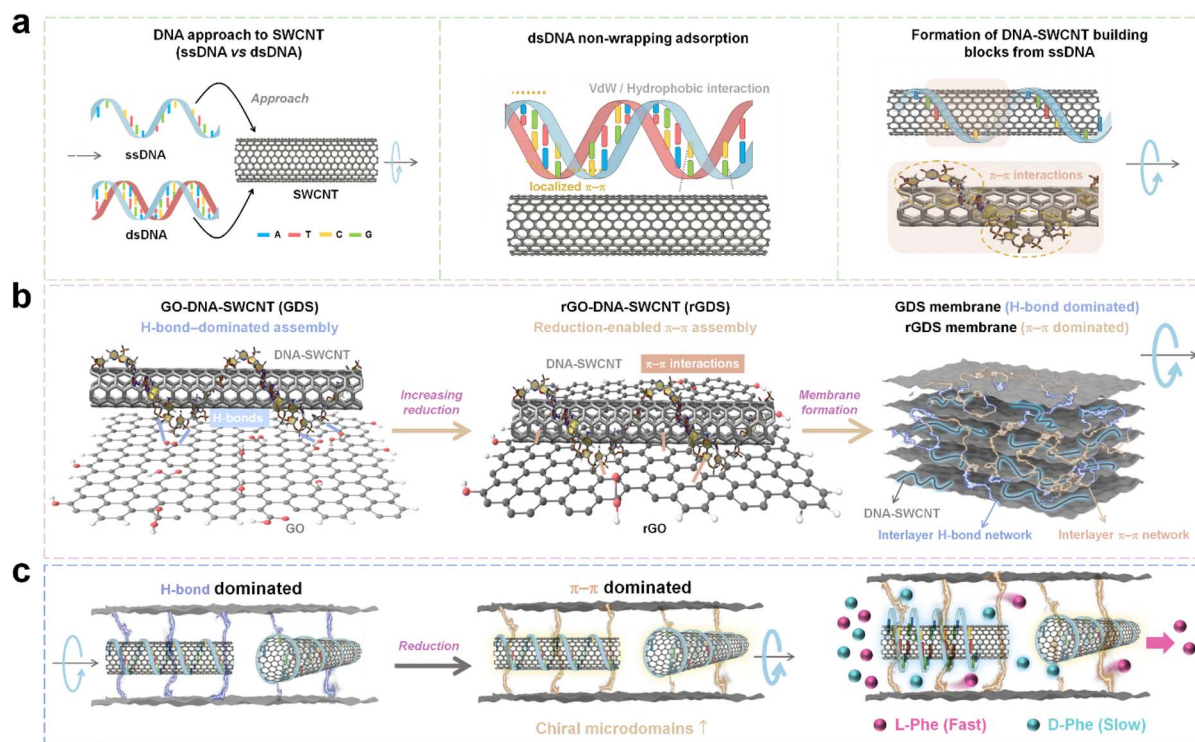 a
DNA approach to SWCNT
(ssDNA vs dsDNA)
Approach
ssDNA
SWCNT
dsDNA
A T C G
dsDNA non-wrapping adsorption
VdW / Hydrophobic interaction
localized π–π
Formation of DNA-SWCNT building
blocks from ssDNA
π–π interactions
b
GO-DNA-SWCNT (GDS)
H-bond–dominated assembly
DNA-SWCNT
H-bonds
GO
Increasing
reduction
rGO-DNA-SWCNT (rGDS)
Reduction-enabled π–π assembly
DNA-SWCNT
π–π interactions
rGO
Membrane
formation
GDS membrane (H-bond dominated)
rGDS membrane (π–π dominated)
DNA-SWCNT
Interlayer H-bond network
Interlayer π–π network
c
H-bond dominated
Reduction
π–π dominated
Chiral microdomains ↑
L-Phe (Fast)
D-Phe (Slow)